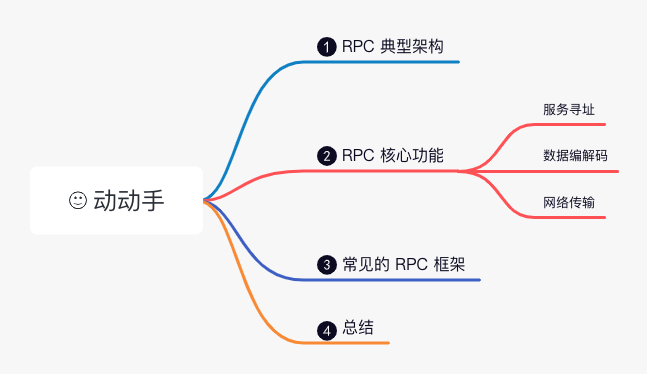 动动手
1 RPC 典型架构
2 RPC 核心功能
服务寻址
数据编解码
网络传输
3 常见的 RPC 框架
4 总结